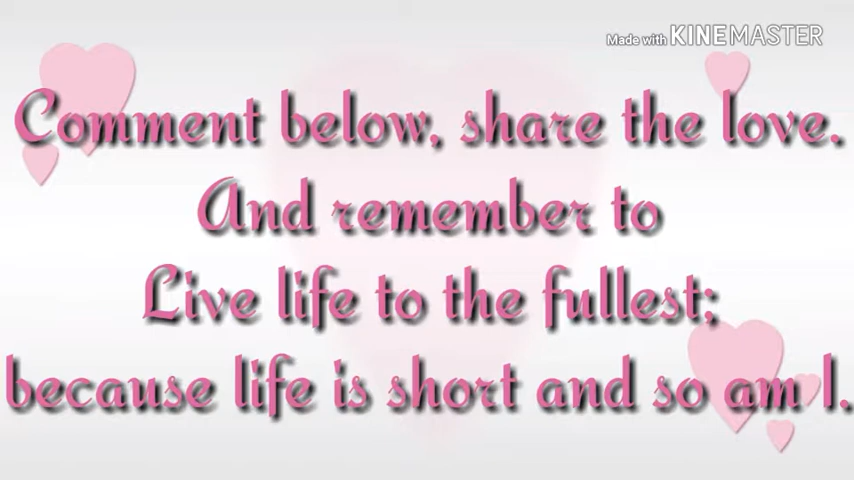 Made with KINEMASTER
Comment below, share the love.
And remember to
Live life to the fullest;
because life is short and so am I.